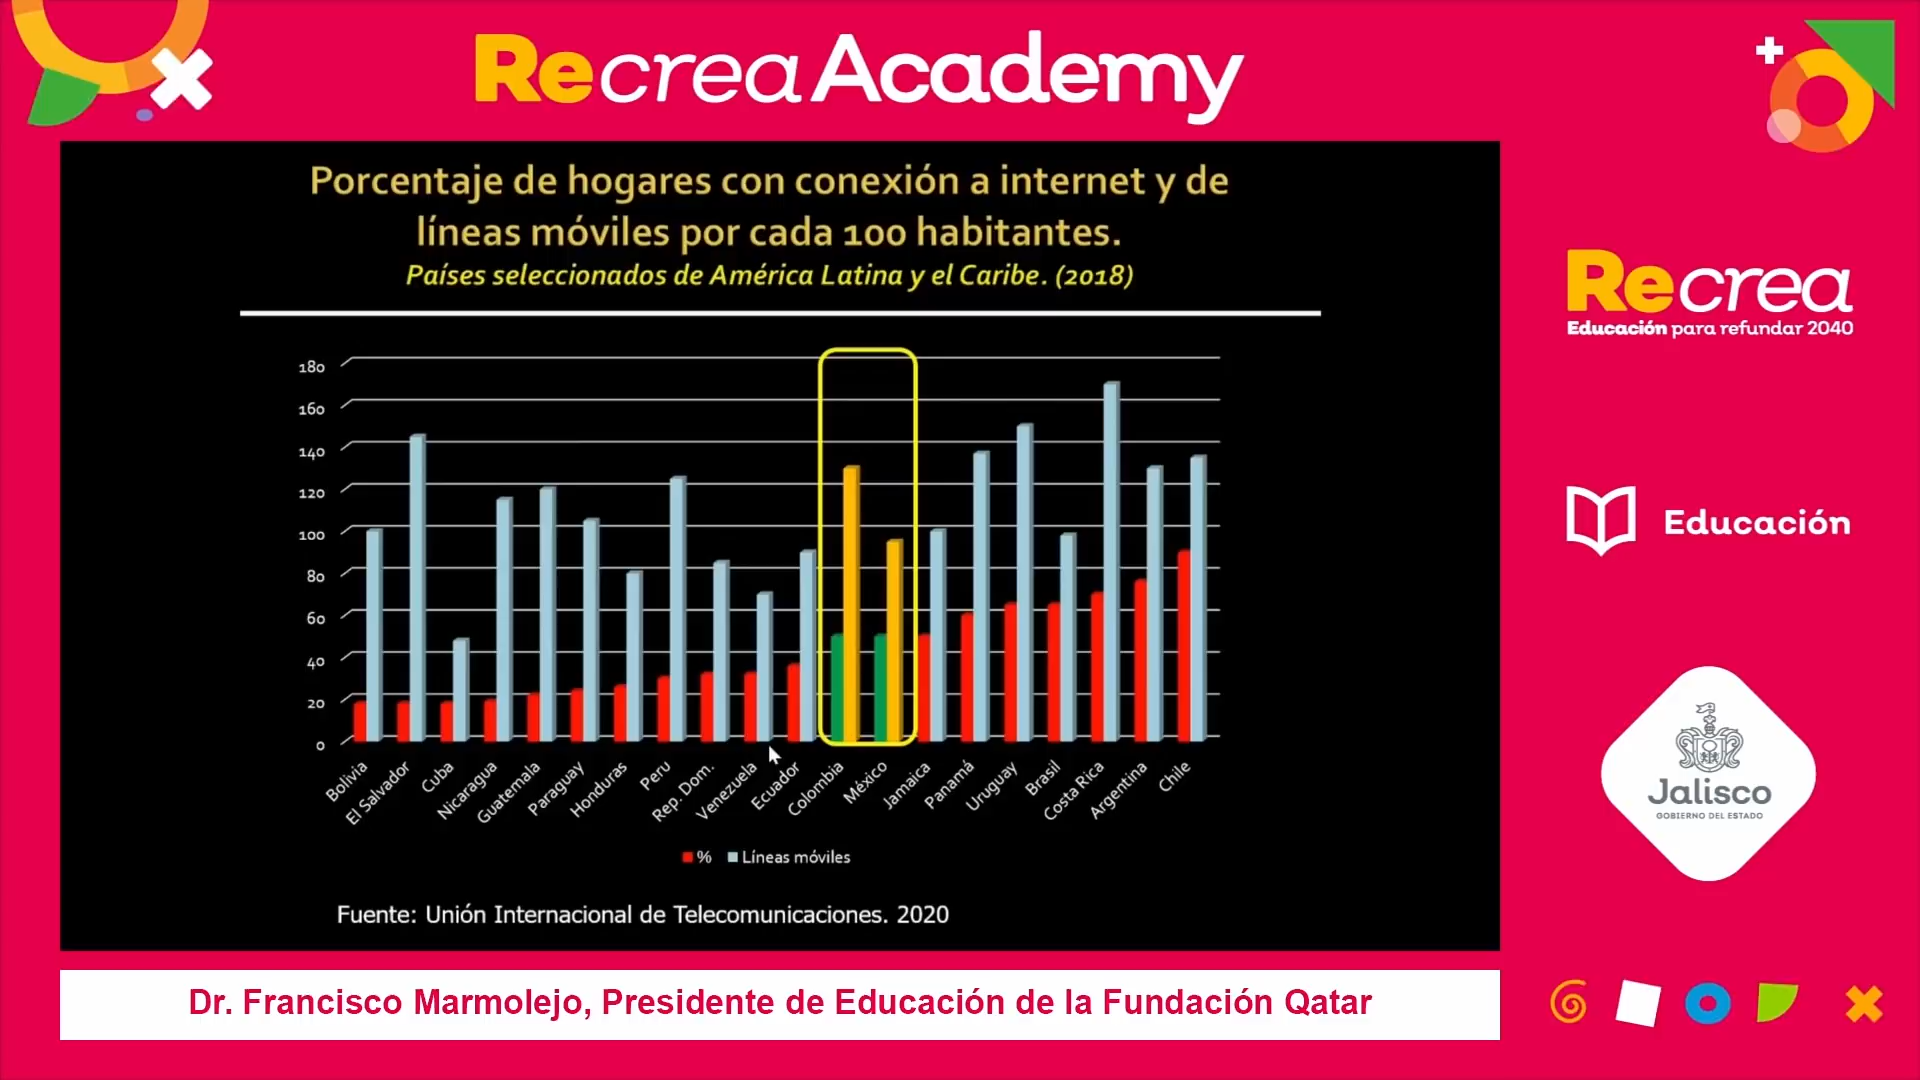 Recrea Academy
Porcentaje de hogares con conexión a internet y de
líneas móviles por cada 100 habitantes.
Países seleccionados de América Latina y el Caribe. (2018)
180
160
140
120
100
80
60
40
20
0
Bolivia
El Salvador
Cuba
Nicaragua
Guatemala
Paraguay
Honduras
Peru
Rep. Dom.
Venezuela
Ecuador
Colombia
México
Jamaica
Panamá
Uruguay
Brasil
Costa Rica
Argentina
Chile
% Líneas móviles
Fuente: Unión Internacional de Telecomunicaciones. 2020
Recrea
Educación para refundar 2040
Educación
Jalisco
GOBIERNO DEL ESTADO
Dr. Francisco Marmolejo, Presidente de Educación de la Fundación Qatar